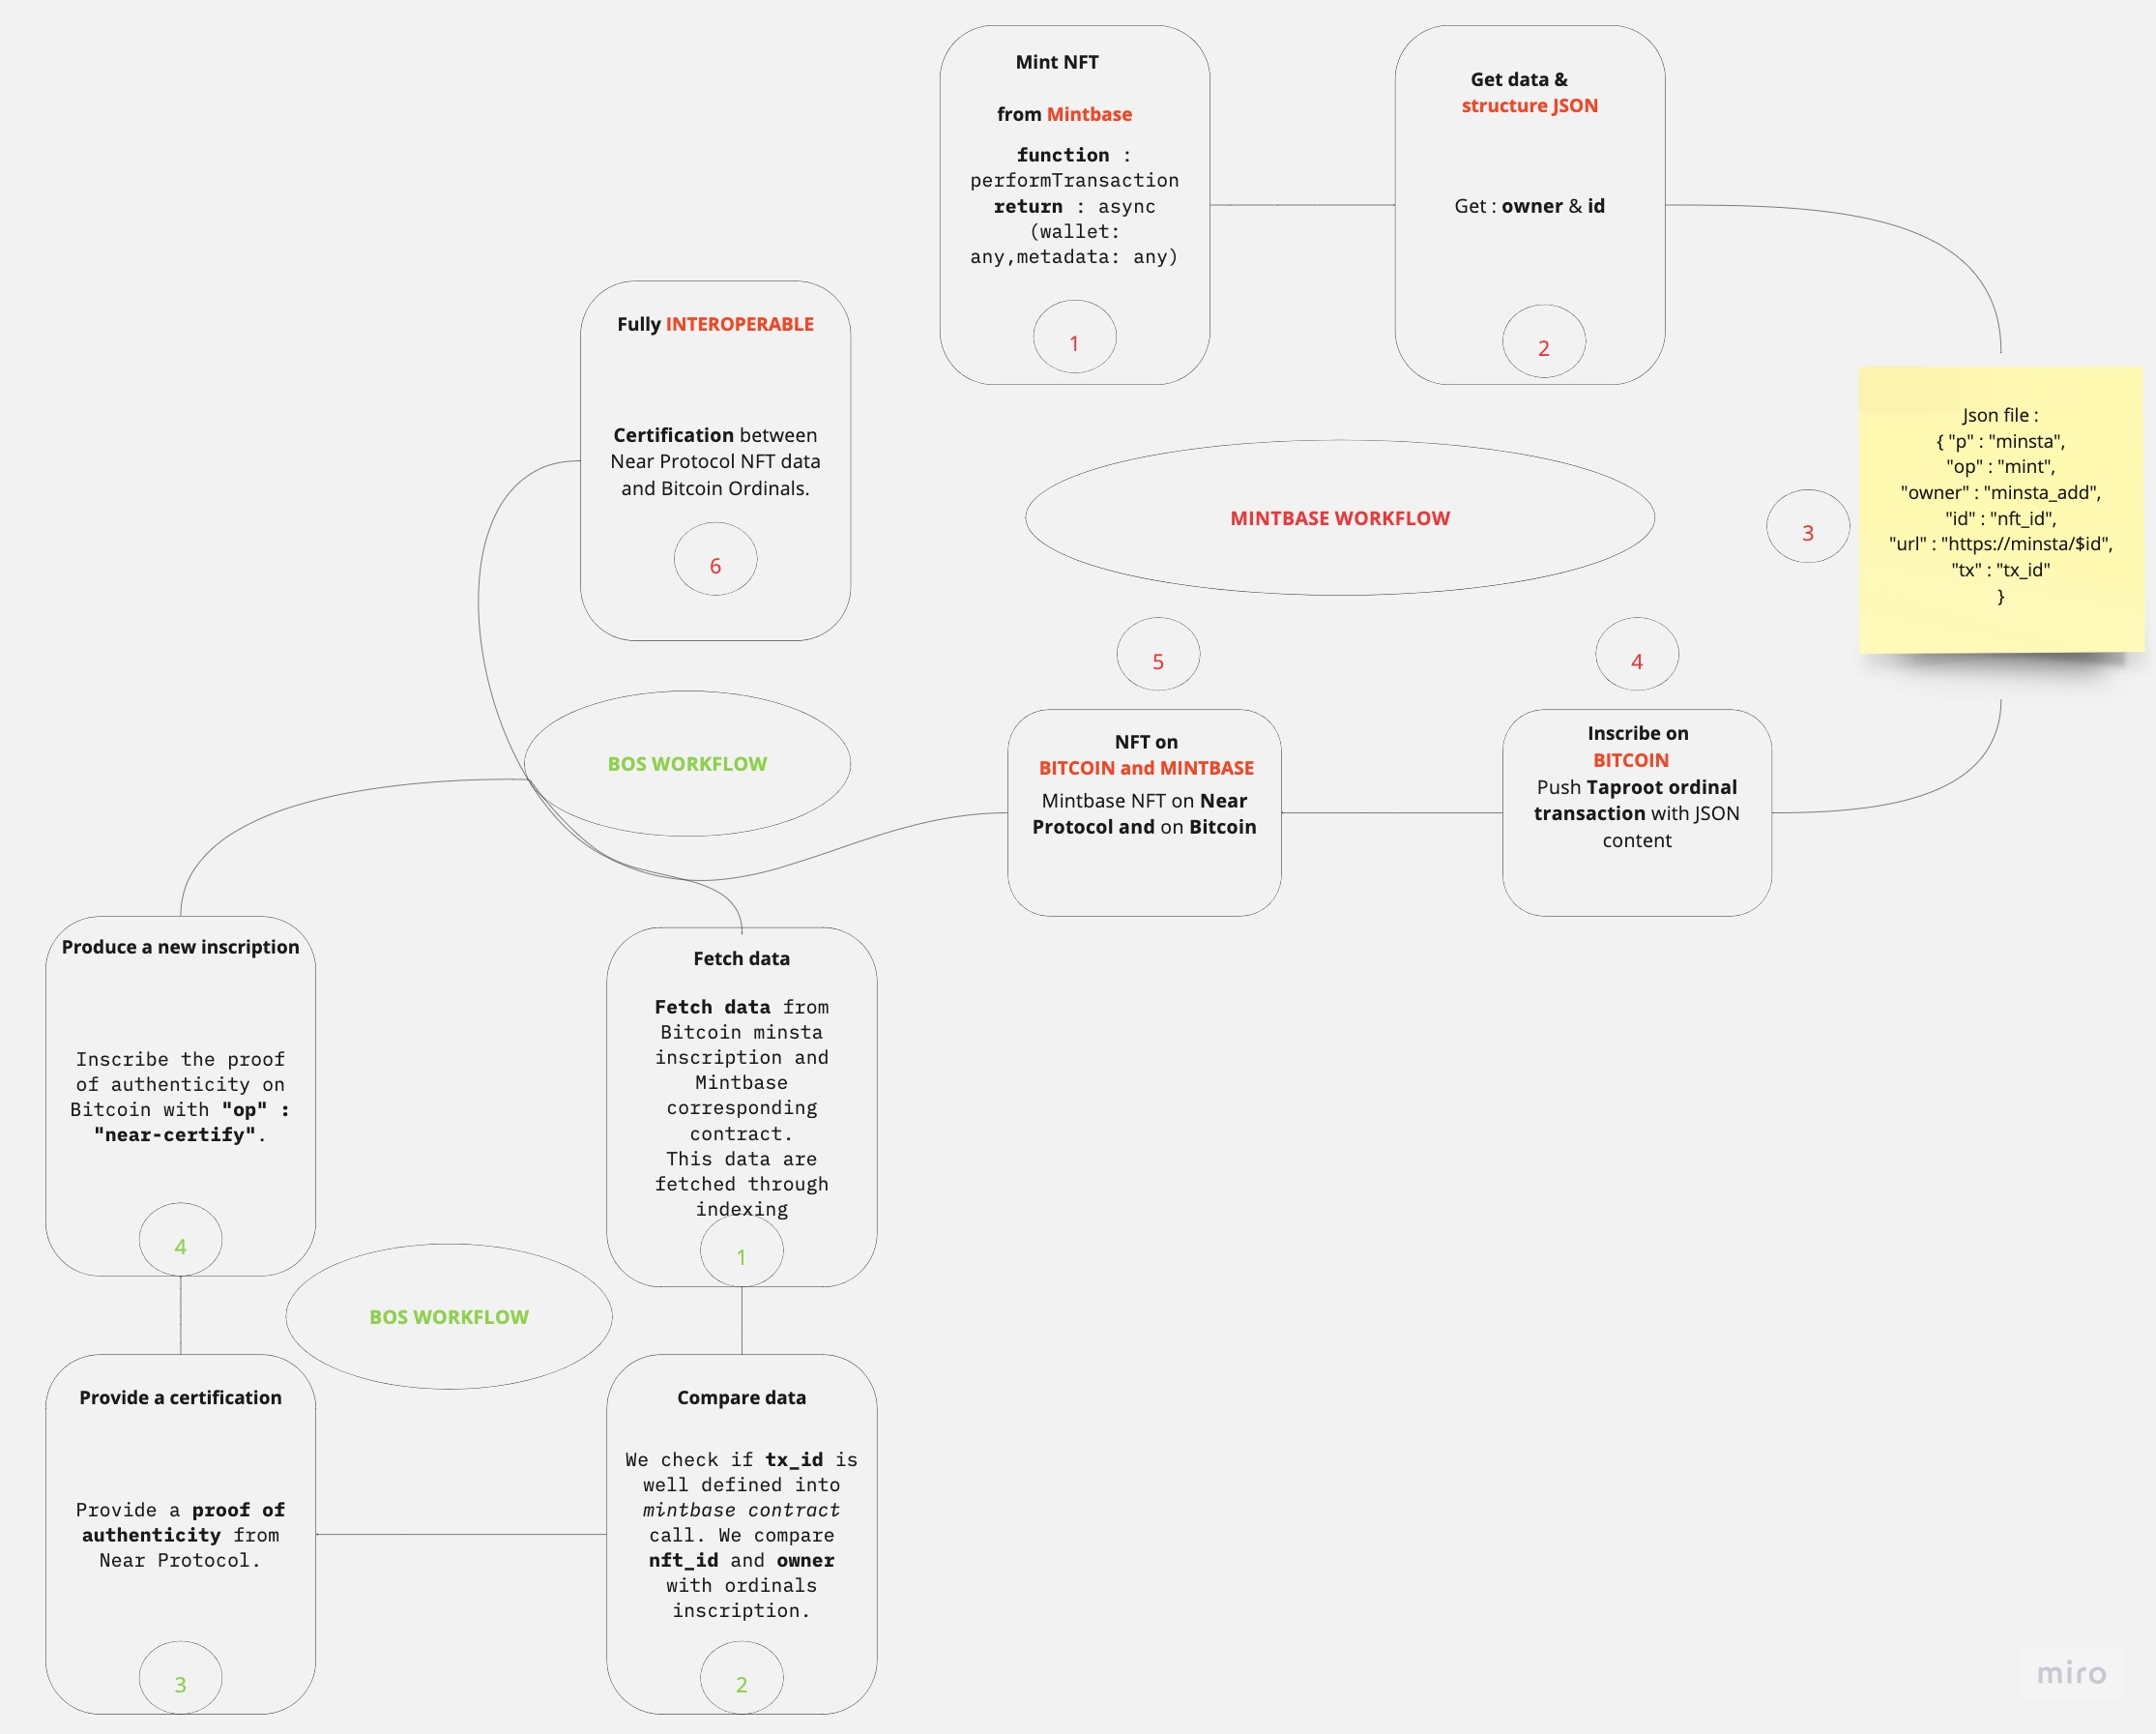 Mint NFT
from Mintbase
function :
performTransaction
return : async
(wallet:
any,metadata: any)
1
Get data &
structure JSON
Get : owner & id
2
Fully INTEROPERABLE
Certification between
Near Protocol NFT data
and Bitcoin Ordinals.
6
MINTBASE WORKFLOW
3
Json file :
{ "p" : "minsta",
"op" : "mint",
"owner" : "minsta_add",
"id" : "nft_id",
"url" : "https://minsta/$id",
"tx" : "tx_id"
}
5
4
NFT on
BITCOIN and MINTBASE
Mintbase NFT on Near
Protocol and on Bitcoin
Inscribe on
BITCOIN
Push Taproot ordinal
transaction with JSON
content
BOS WORKFLOW
Produce a new inscription
Inscribe the proof
of authenticity on
Bitcoin with "op" :
"near-certify".
4
Fetch data
Fetch data from
Bitcoin minsta
inscription and
Mintbase
corresponding
contract.
This data are
fetched through
indexing
1
BOS WORKFLOW
Provide a certification
Provide a proof of
authenticity from
Near Protocol.
3
Compare data
We check if tx_id is
well defined into
mintbase contract
call. We compare
nft_id and owner
with ordinals
inscription.
2
miro